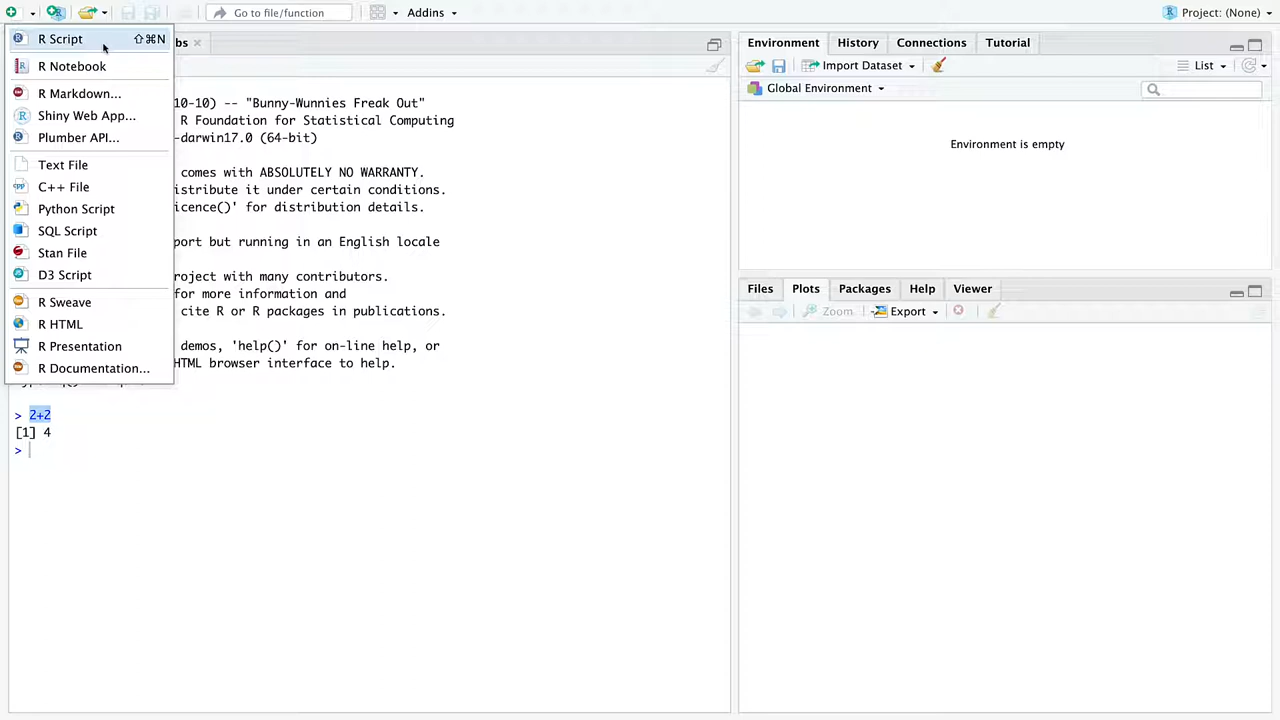 Go to file/function
Addins
Project: (None)
R Script ⇧⌘N
R Notebook
R Markdown...
Shiny Web App...
Plumber API...
Text File
C++ File
Python Script
SQL Script
Stan File
D3 Script
R Sweave
R HTML
R Presentation
R Documentation...
bs
10-10) -- "Bunny-Wunnies Freak Out"
R Foundation for Statistical Computing
-darwin17.0 (64-bit)
comes with ABSOLUTELY NO WARRANTY.
istribute it under certain conditions.
icence()' for distribution details.
port but running in an English locale
roject with many contributors.
for more information and
cite R or R packages in publications.
demos, 'help()' for on-line help, or
HTML browser interface to help.
> 2+2
[1] 4
>
Environment History Connections Tutorial
Import Dataset
List
Global Environment
Environment is empty
Files Plots Packages Help Viewer
Zoom Export